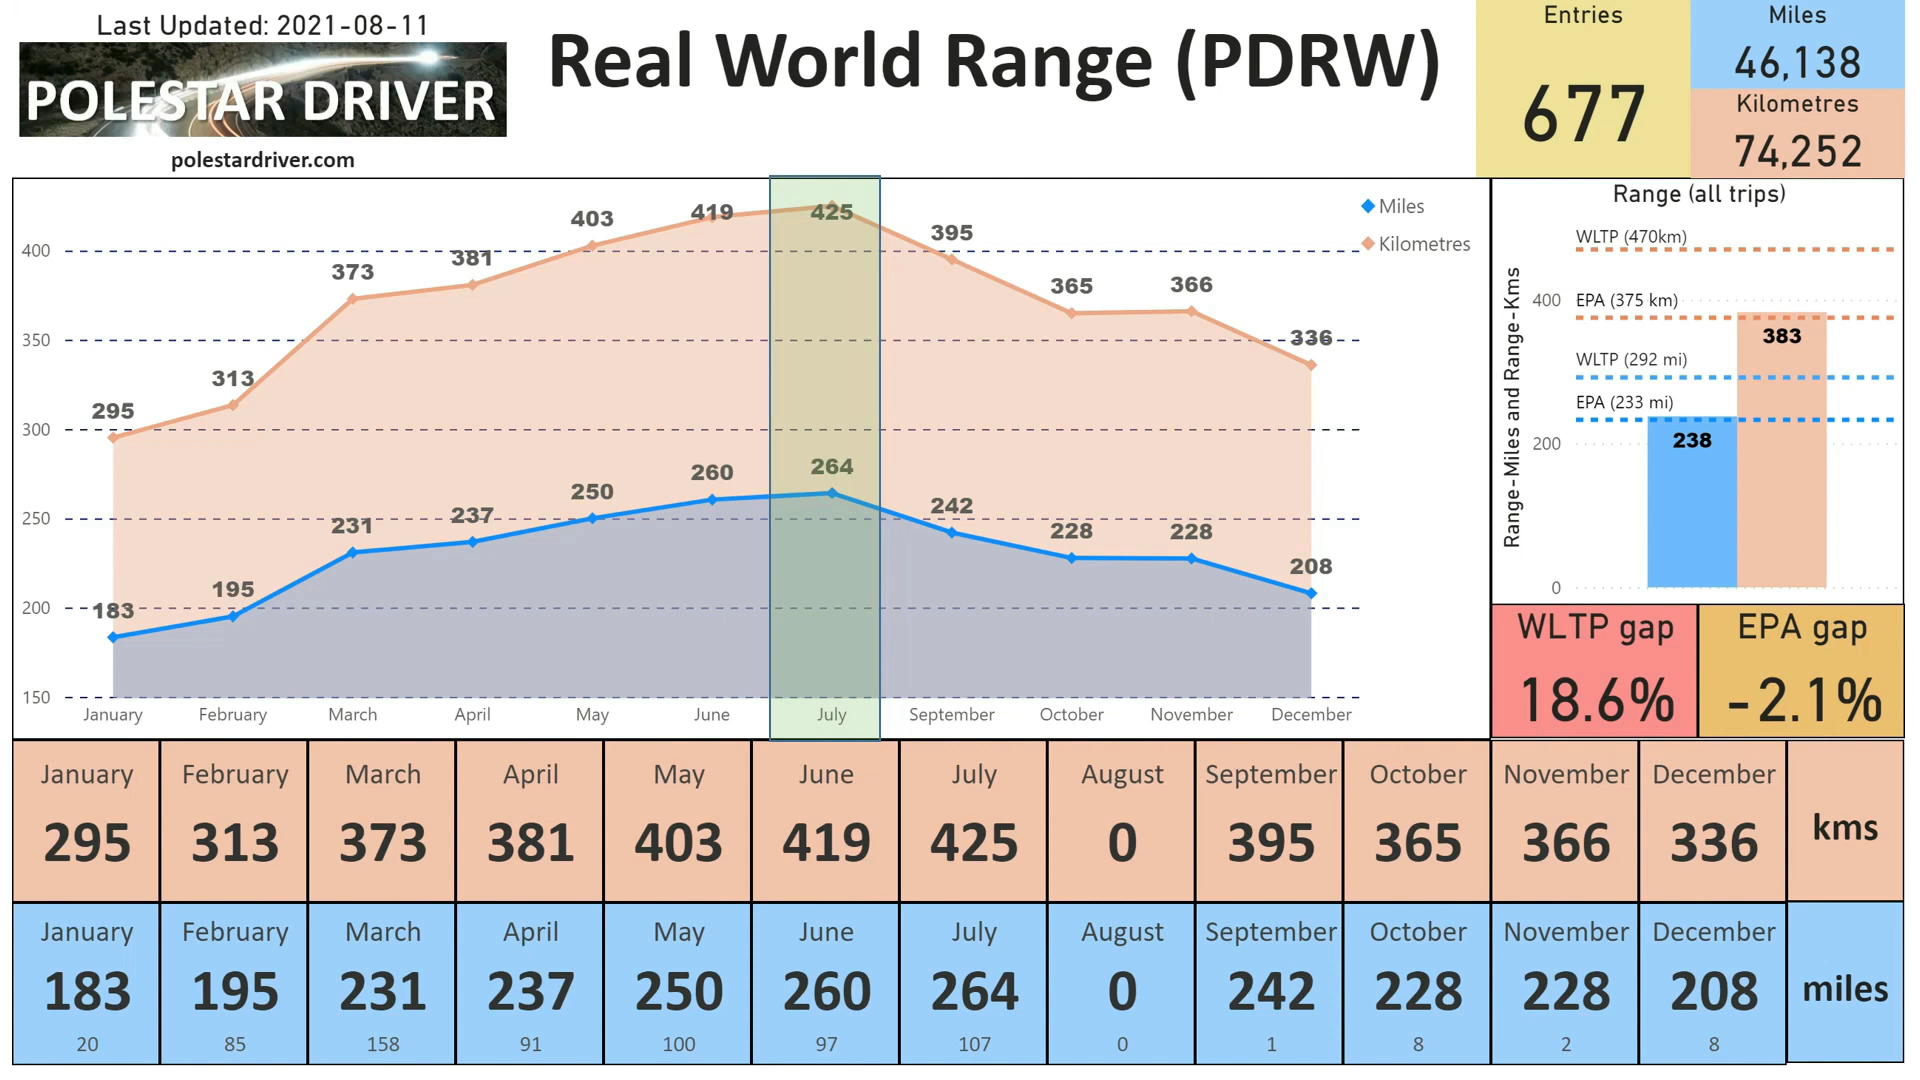 Last Updated: 2021-08-11
POLESTAR DRIVER
polestardriver.com
Real World Range (PDRW)
Entries
677
Miles
46,138
Kilometres
74,252
Miles
Kilometres
400
350
300
250
200
150
295
313
373
381
403
419
425
395
365
366
336
183
195
231
237
250
260
264
242
228
228
208
January February March April May June July September October November December
Range (all trips)
Range-Miles and Range-Kms
WLTP (470km)
400
EPA (375 km)
383
WLTP (292 mi)
EPA (233 mi)
238
200
0
WLTP gap
18.6%
EPA gap
-2.1%
January February March April May June July August September October November December
295 313 373 381 403 419 425 0 395 365 366 336 kms
January February March April May June July August September October November December
183 195 231 237 250 260 264 0 242 228 228 208 miles
20 85 158 91 100 97 107 0 1 8 2 8